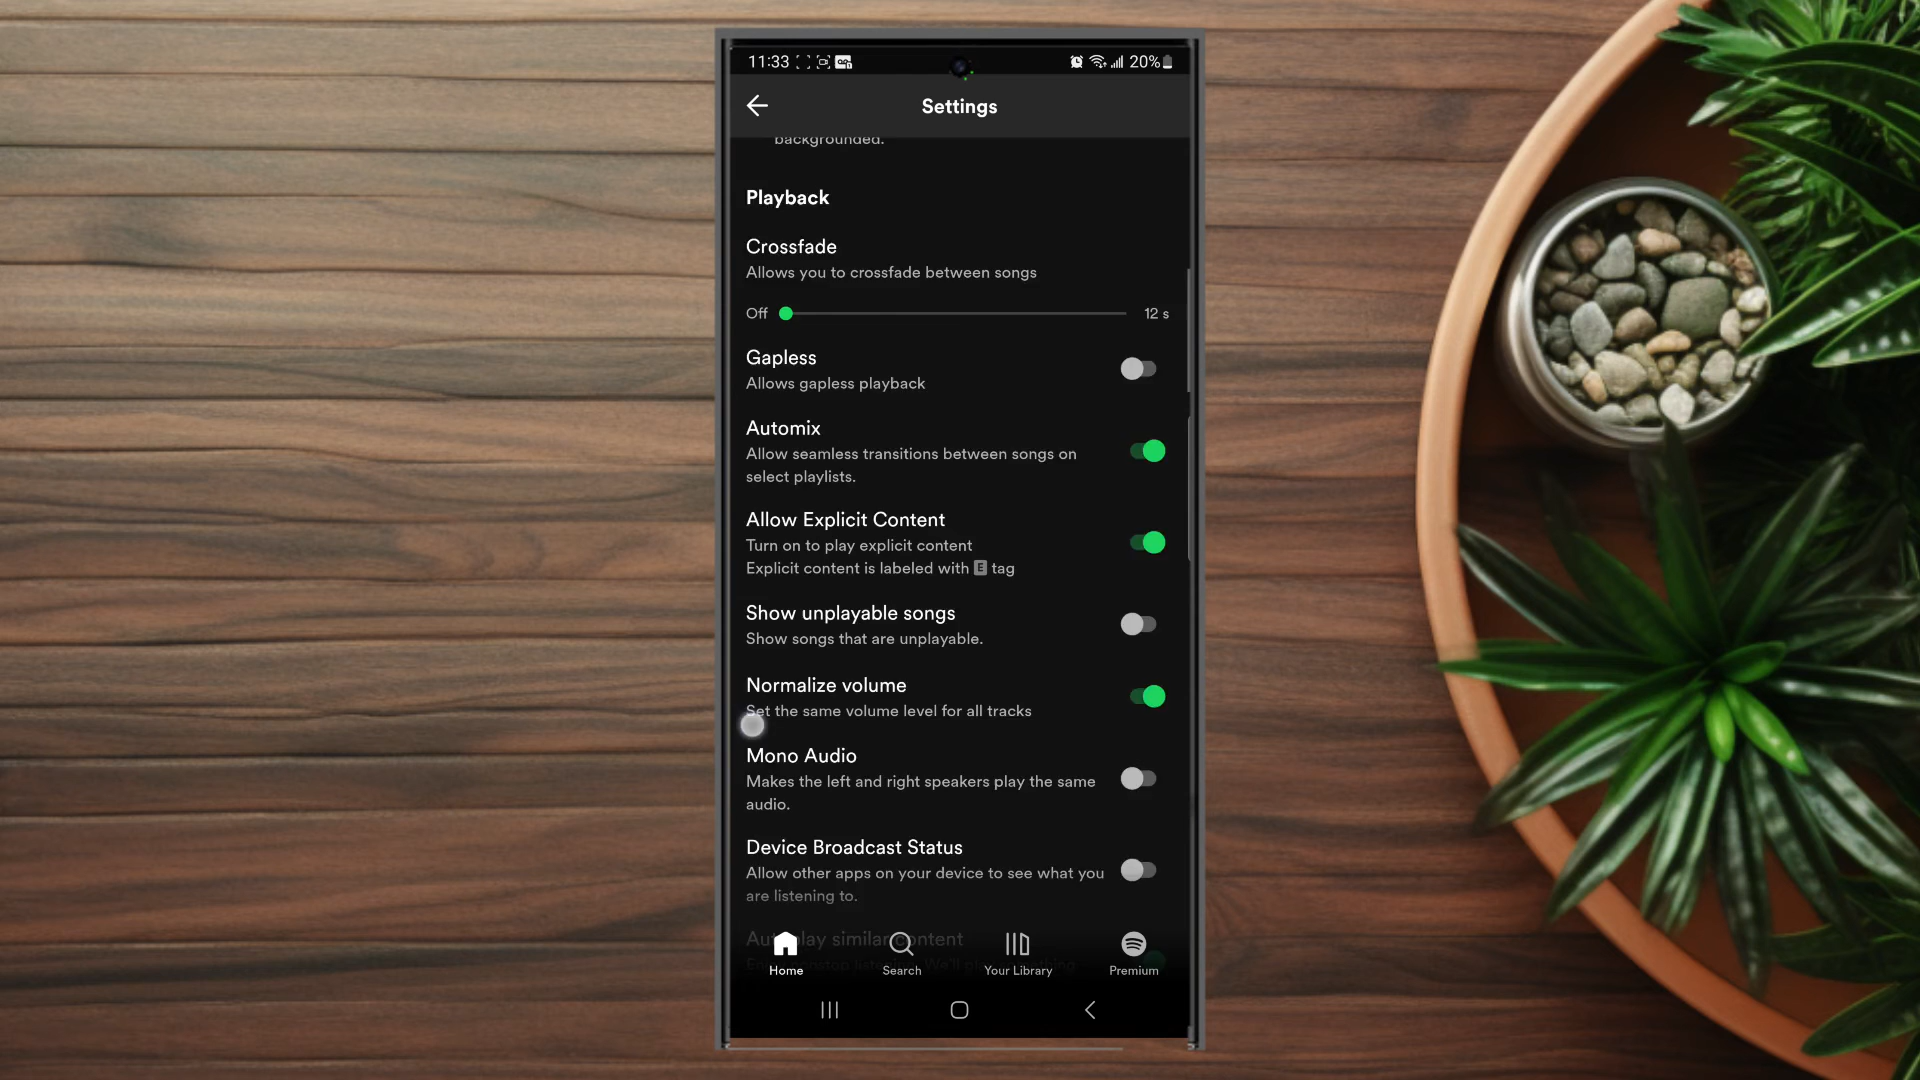 11:33
20%
Settings
backgrounded.
Playback
Crossfade
Allows you to crossfade between songs
Off
12 s
Gapless
Allows gapless playback
Automix
Allow seamless transitions between songs on
select playlists.
Allow Explicit Content
Turn on to play explicit content
Explicit content is labeled with E tag
Show unplayable songs
Show songs that are unplayable.
Normalize volume
Set the same volume level for all tracks
Mono Audio
Makes the left and right speakers play the same
audio.
Device Broadcast Status
Allow other apps on your device to see what you
are listening to.
Autoplay similar content
Home
Search
Your Library
Premium